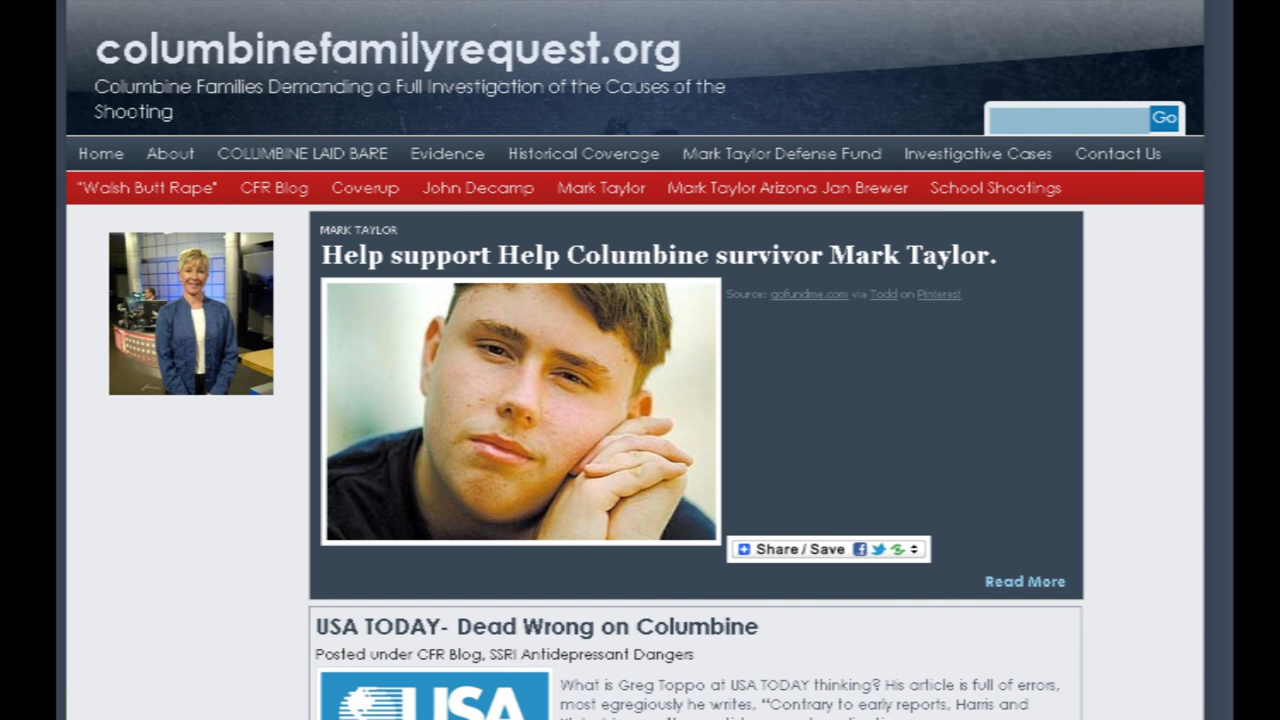 columbinefamilyrequest.org
Columbine Families Demanding a Full Investigation of the Causes of the
Shooting
Go
Home About COLUMBINE LAID BARE Evidence Historical Coverage Mark Taylor Defense Fund Investigative Cases Contact Us
"Walsh Butt Rape" CFR Blog Coverup John Decamp Mark Taylor Mark Taylor Arizona Jan Brewer School Shootings
MARK TAYLOR
Help support Help Columbine survivor Mark Taylor.
Source: gofundme.com via Todd on Pinterest
Share / Save
Read More
USA TODAY- Dead Wrong on Columbine
Posted under CFR Blog, SSRI Antidepressant Dangers
USA
What is Greg Toppo at USA TODAY thinking? His article is full of errors,
most egregiously he writes, "Contrary to early reports, Harris and